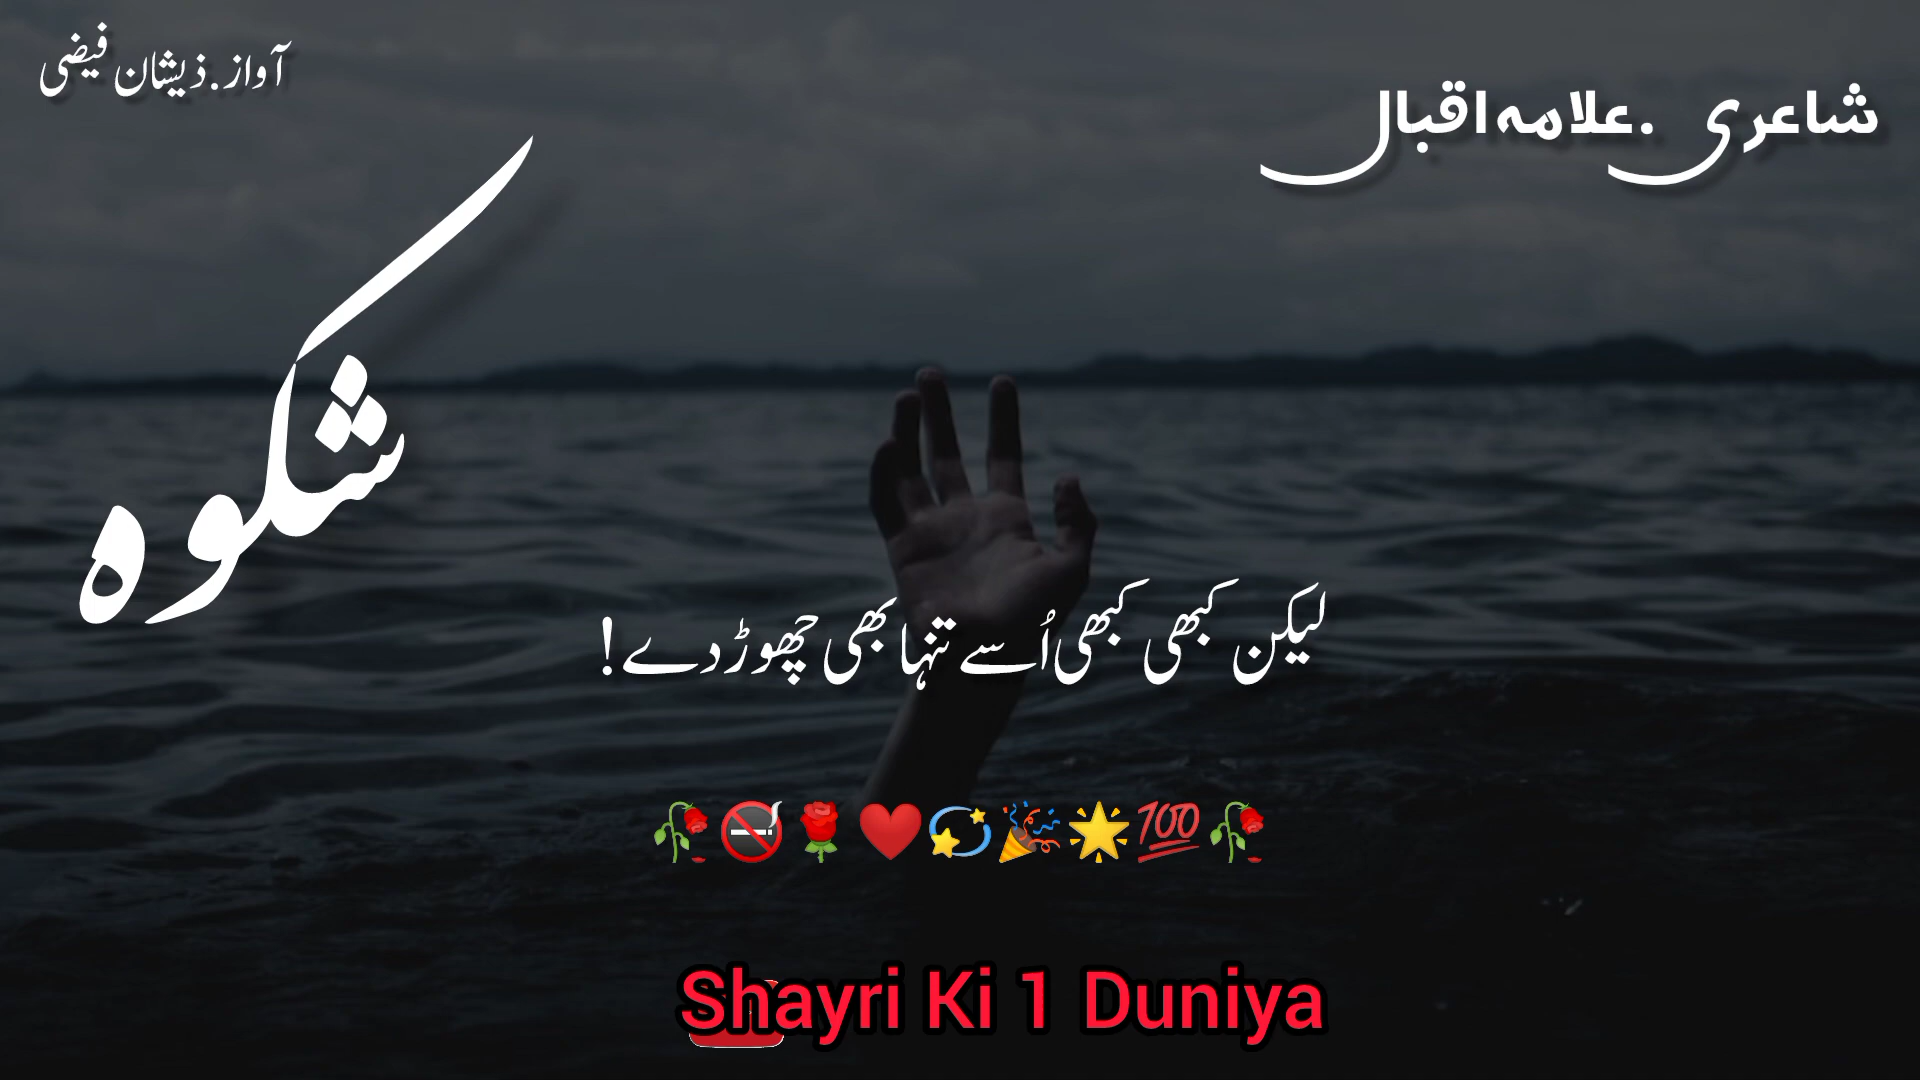 آواز.ذیشان فیضی
شاعری .علامہ اقبال
شکوہ
لیکن کبھی کبھی اُسے تنہا بھی چھوڑ دے!
🥀🚭🌹❤️💫🎉🌟💯🥀
Shayri Ki 1 Duniya